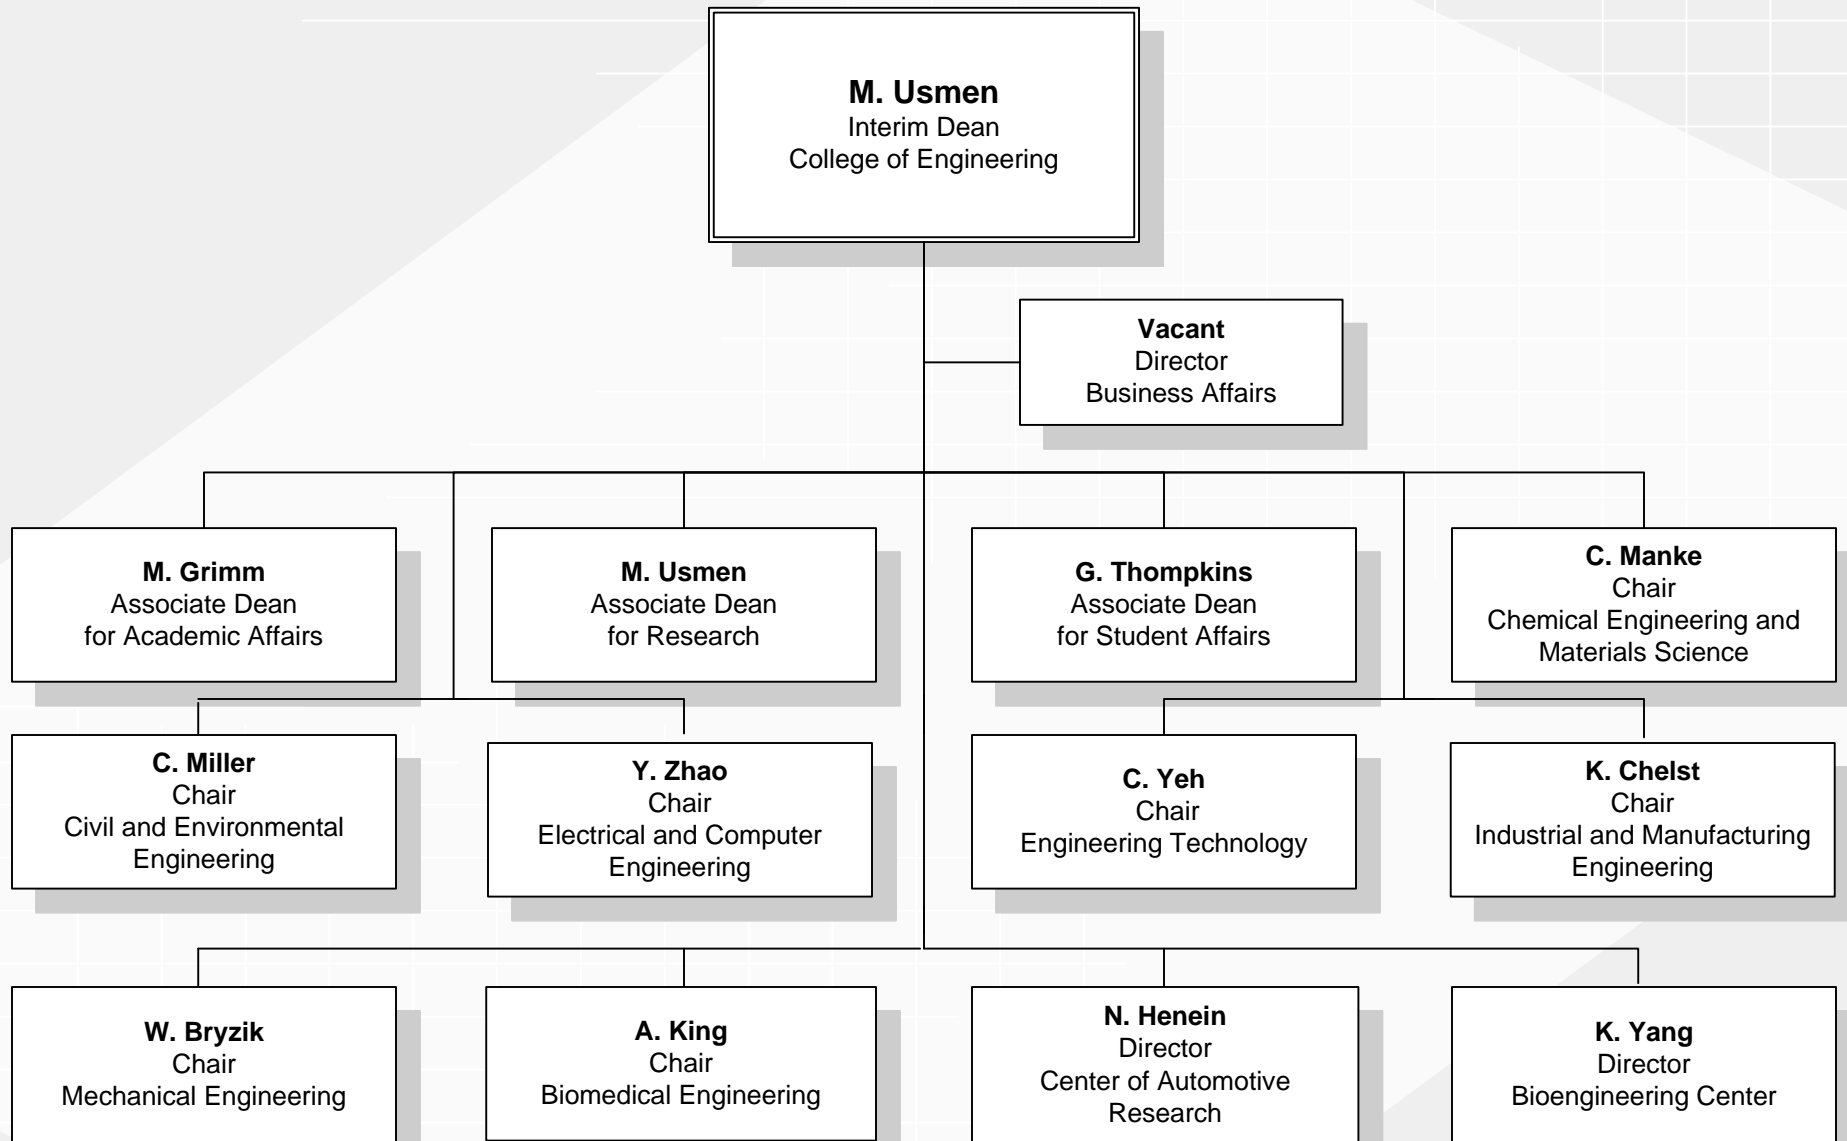 M. Usmen
Interim Dean
College of Engineering
Vacant
Director
Business Affairs
M. Grimm
Associate Dean
for Academic Affairs
M. Usmen
Associate Dean
for Research
G. Thompkins
Associate Dean
for Student Affairs
C. Manke
Chair
Chemical Engineering and
Materials Science
C. Miller
Chair
Civil and Environmental
Engineering
Y. Zhao
Chair
Electrical and Computer
Engineering
C. Yeh
Chair
Engineering Technology
K. Chelst
Chair
Industrial and Manufacturing
Engineering
W. Bryzik
Chair
Mechanical Engineering
A. King
Chair
Biomedical Engineering
N. Henein
Director
Center of Automotive
Research
K. Yang
Director
Bioengineering Center